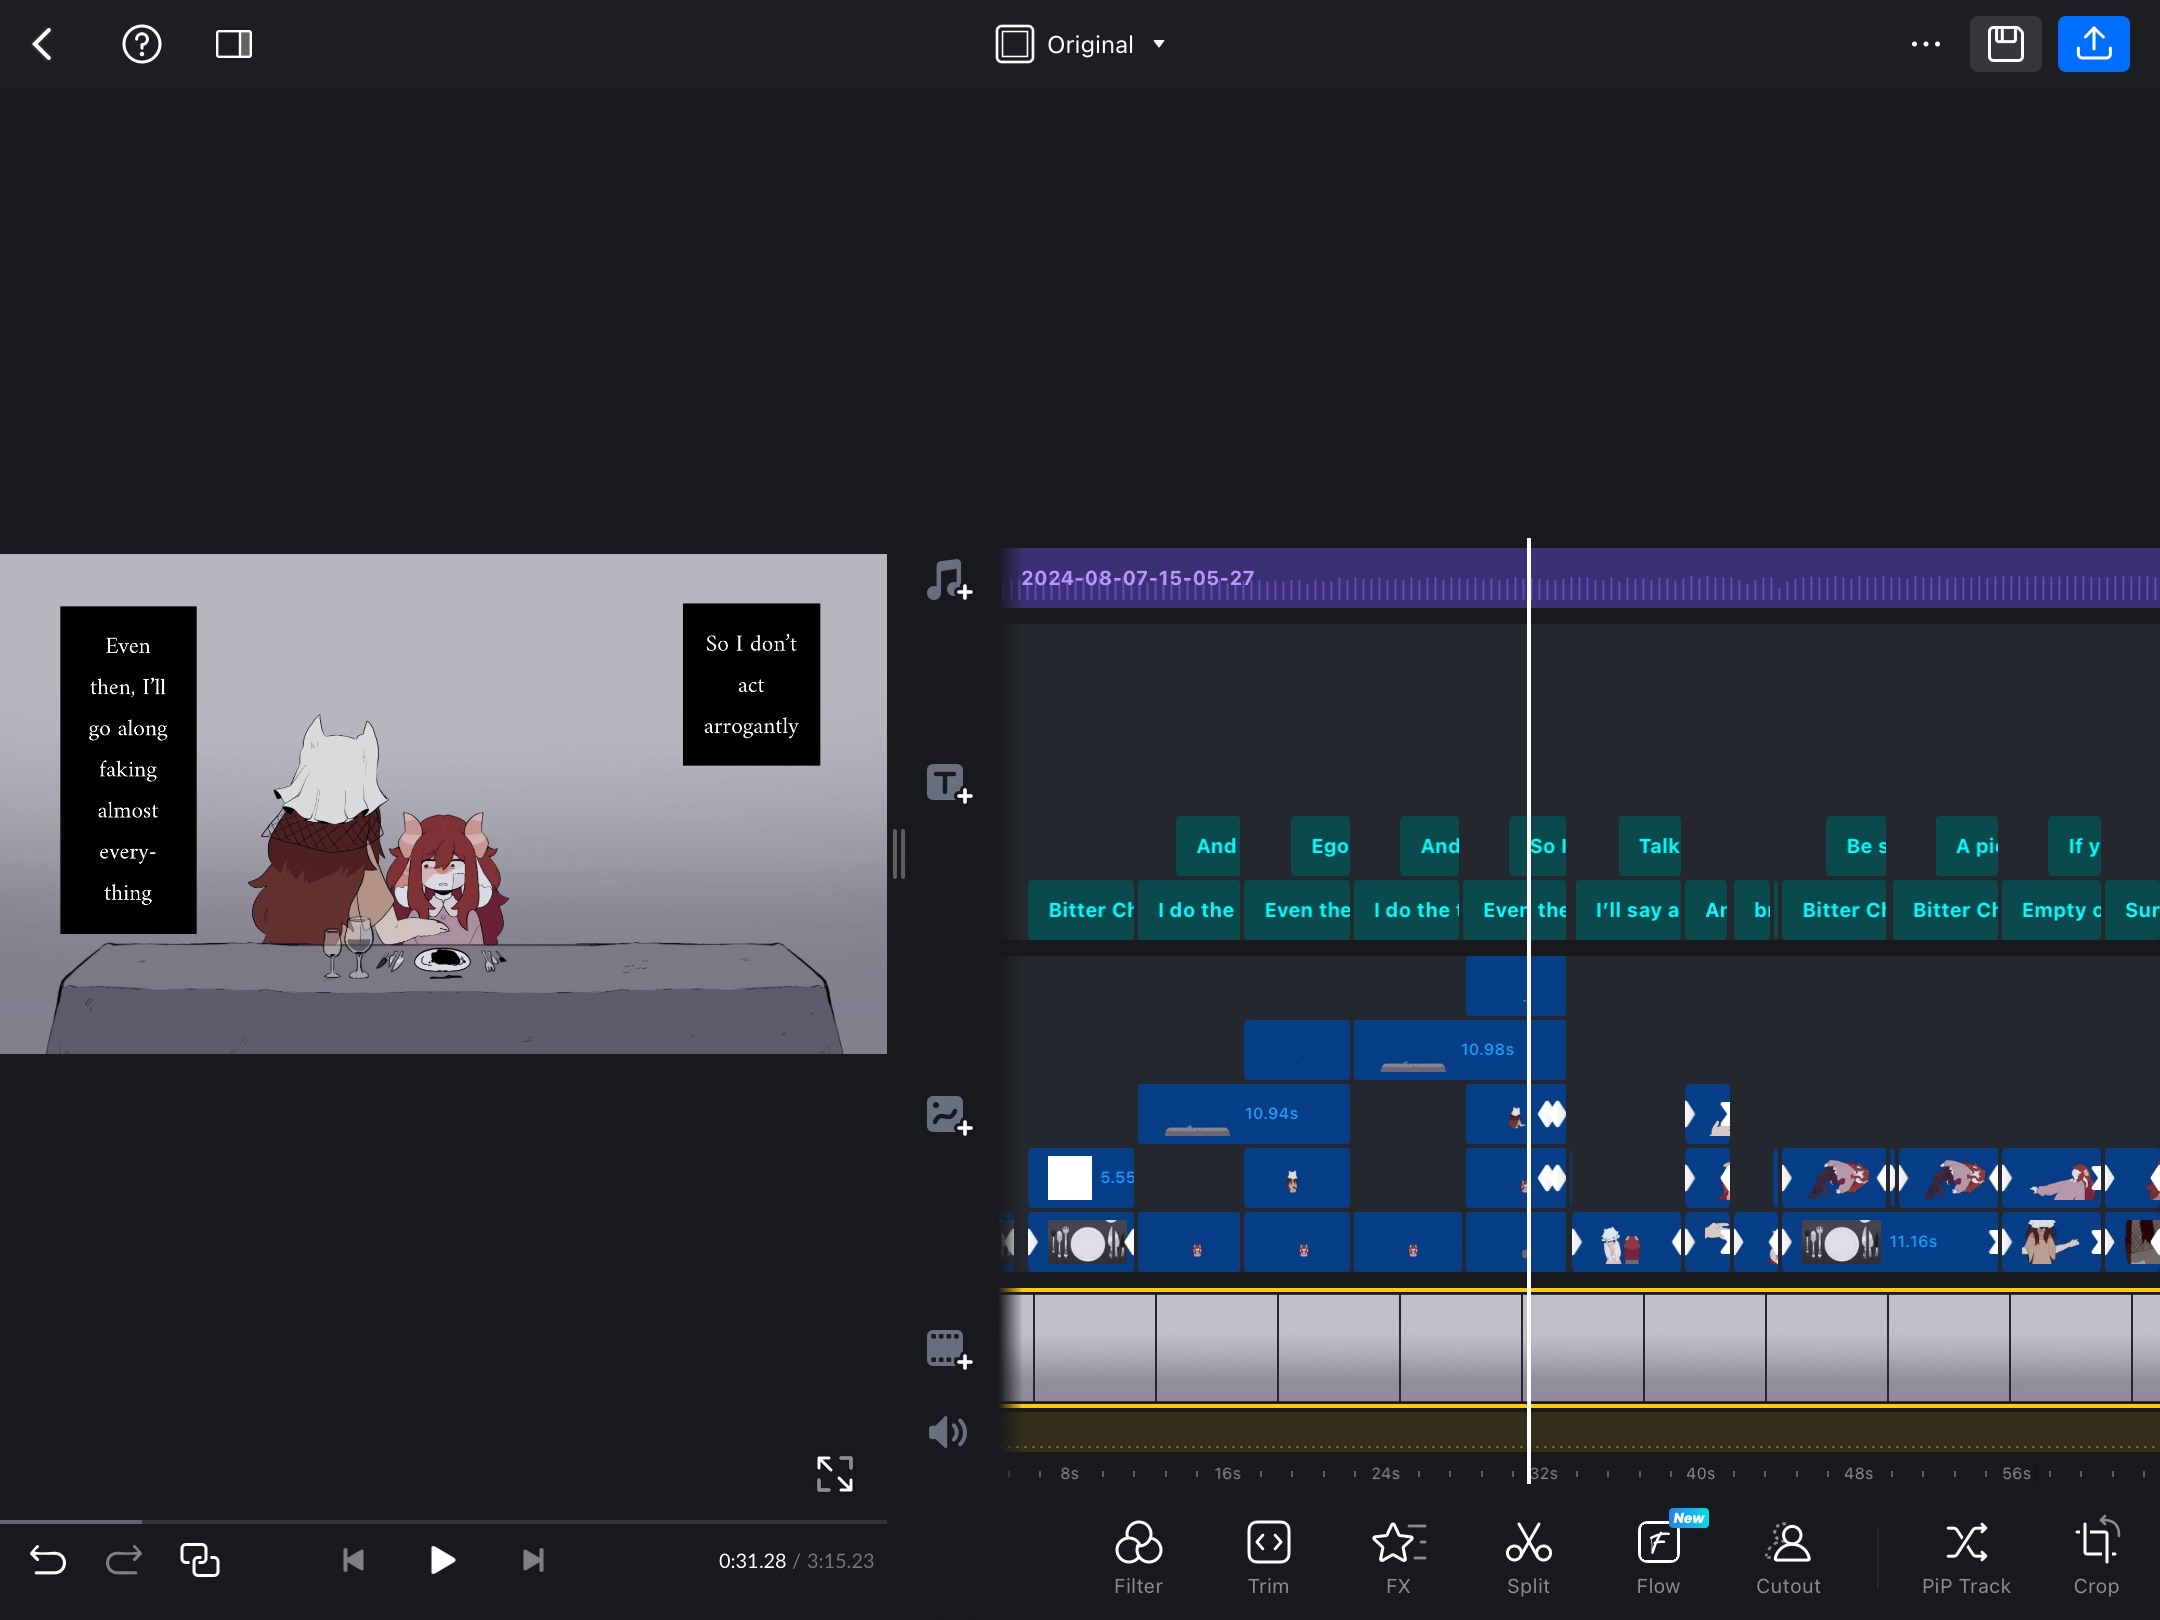 Original
Even
then, I'll
go along
faking
almost
every-
thing
So I don't
act
arrogantly
2024-08-07-15-05-27
And
Ego
And
So I
Talk
Be s
A pi
If y
Bitter Ch
I do the
Even the
I do the t
Even the
I'll say a
Ar
br
Bitter Ch
Bitter Ch
Empty c
Sur
10.98s
10.94s
5.55
11.16s
8s
16s
24s
32s
40s
48s
56s
0:31.28 / 3:15.23
New
Filter
Trim
FX
Split
Flow
Cutout
PiP Track
Crop